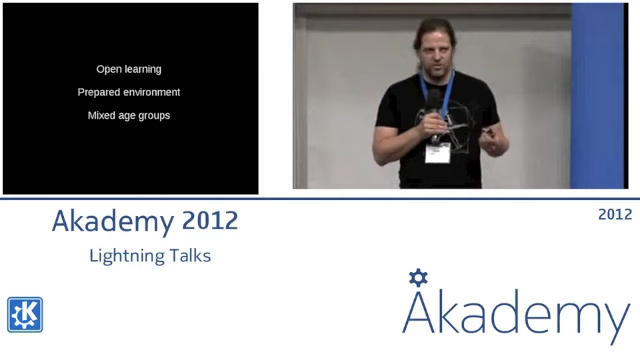 Open learning
Prepared environment
Mixed age groups
Akademy 2012
Lightning Talks
2012
Akademy
K